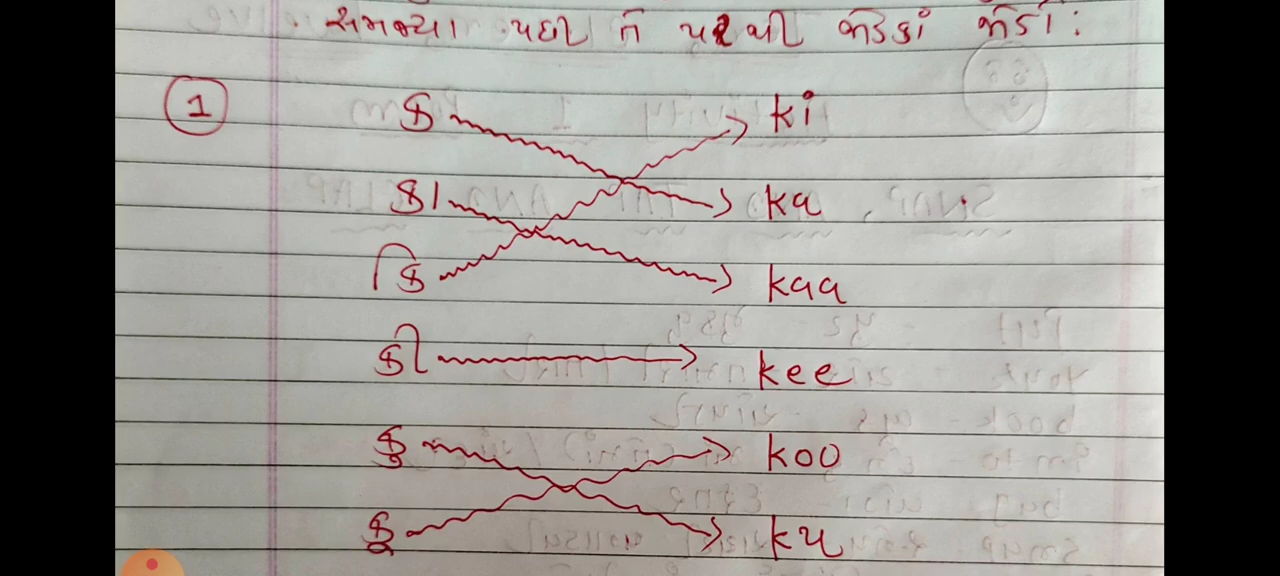 સમજ્યા પછી તે પરથી જોડકાં જોડો:
1 ક ki
કા ka
કિ kaa
કી kee
કુ koo
કૂ ku